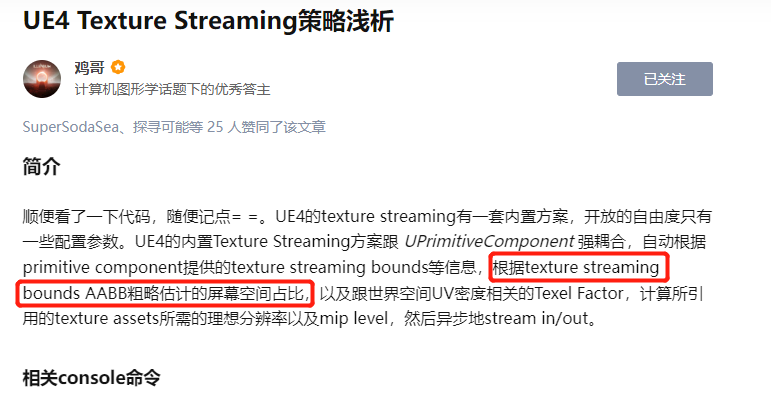 UE4 Texture Streaming策略浅析
鸡哥
计算机图形学话题下的优秀答主
已关注
SuperSodaSea、探寻可能等 25 人赞同了该文章
简介
顺便看了一下代码，随便记点= =。UE4的texture streaming有一套内置方案，开放的自由度只有
一些配置参数。UE4的内置Texture Streaming方案跟 UPrimitiveComponent 强耦合，自动根据
primitive component提供的texture streaming bounds等信息，根据texture streaming
bounds AABB粗略估计的屏幕空间占比，以及跟世界空间UV密度相关的Texel Factor，计算所引
用的texture assets所需的理想分辨率以及mip level，然后异步地stream in/out。
相关console命令